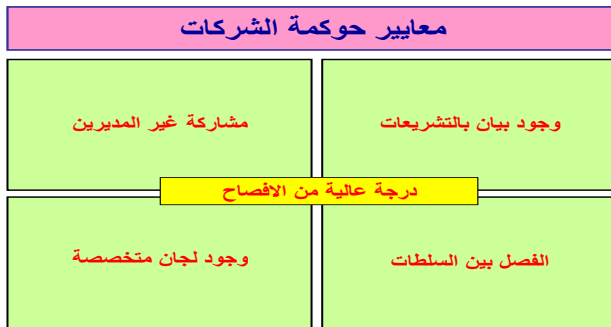 معايير حوكمة الشركات
وجود بيان بالتشريعات
مشاركة غير المديرين
درجة عالية من الافصاح
الفصل بين السلطات
وجود لجان متخصصة